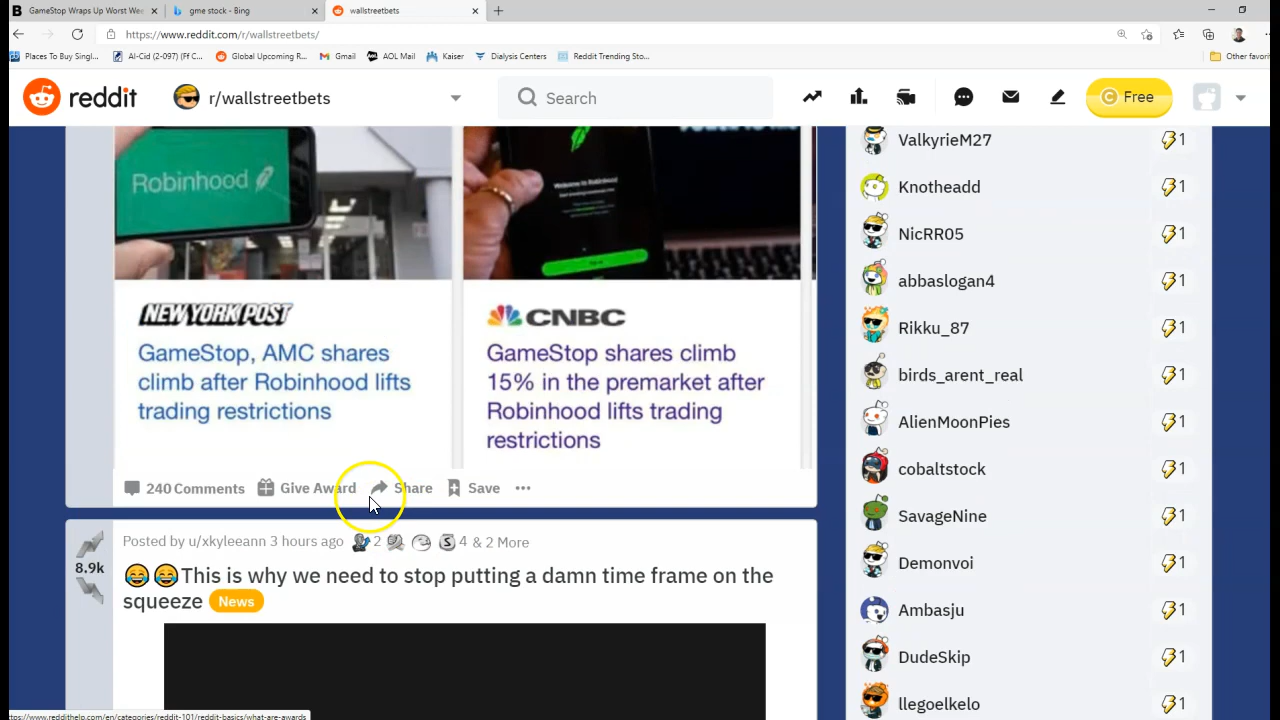 GameStop Wraps Up Worst Wee
gme stock - Bing
wallstreetbets
https://www.reddit.com/r/wallstreetbets/
Places To Buy Singl...
Al-Cid (2-097) (Ff C...
Global Upcoming R...
Gmail
AOL Mail
Kaiser
Dialysis Centers
Reddit Trending Sto...
Other favori
reddit
r/wallstreetbets
Search
Free
Robinhood
Welcome to Robinhood
NEW YORK POST
GameStop, AMC shares
climb after Robinhood lifts
trading restrictions
CNBC
GameStop shares climb
15% in the premarket after
Robinhood lifts trading
restrictions
240 Comments
Give Award
Share
Save
8.9k
Posted by u/xkyleeann 3 hours ago 2 4 & 2 More
😂😂This is why we need to stop putting a damn time frame on the
squeeze News
ValkyrieM27 1
Knotheadd 1
NicRR05 1
abbaslogan4 1
Rikku_87 1
birds_arent_real 1
AlienMoonPies 1
cobaltstock 1
SavageNine 1
Demonvoi 1
Ambasju 1
DudeSkip 1
llegoelkelo 1
ttps://www.reddithelp.com/en/categories/reddit-101/reddit-basics/what-are-awards